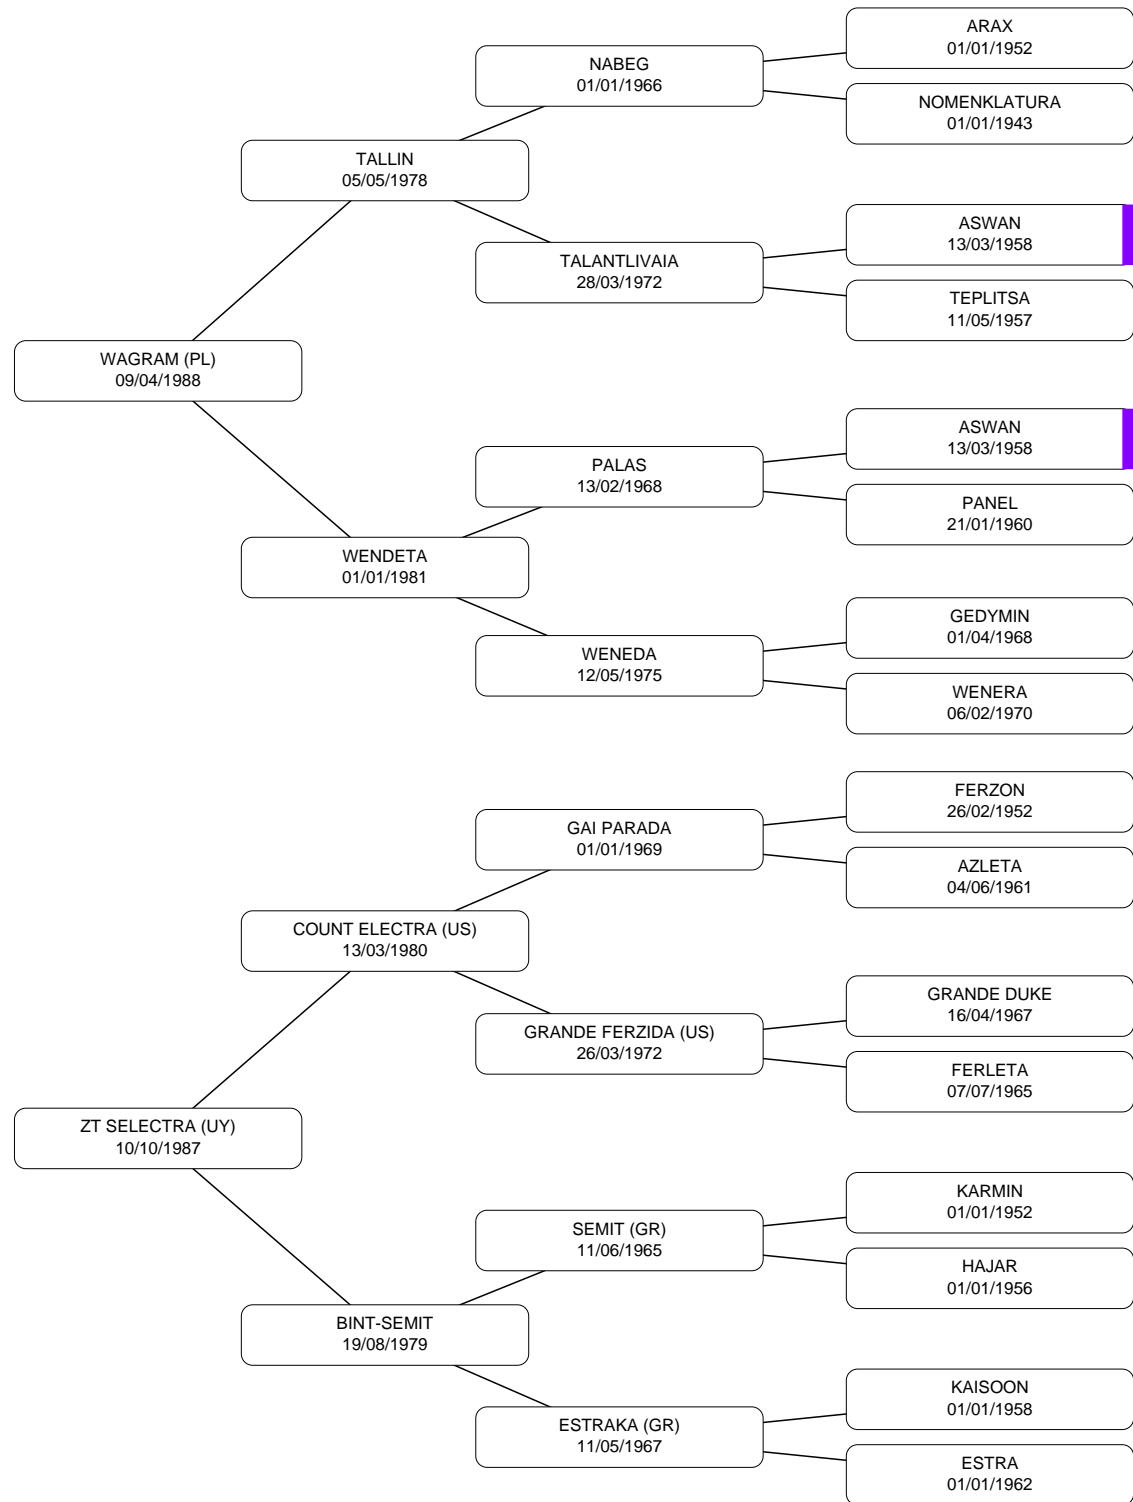 ARAX
01/01/1952
NABEG
01/01/1966
NOMENKLATURA
01/01/1943
TALLIN
05/05/1978
ASWAN
13/03/1958
TALANTLIVAIA
28/03/1972
TEPLITSA
11/05/1957
WAGRAM (PL)
09/04/1988
ASWAN
13/03/1958
PALAS
13/02/1968
PANEL
21/01/1960
WENDETA
01/01/1981
GEDYMIN
01/04/1968
WENEDA
12/05/1975
WENERA
06/02/1970
FERZON
26/02/1952
GAI PARADA
01/01/1969
AZLETA
04/06/1961
COUNT ELECTRA (US)
13/03/1980
GRANDE DUKE
16/04/1967
GRANDE FERZIDA (US)
26/03/1972
FERLETA
07/07/1965
ZT SELECTRA (UY)
10/10/1987
KARMIN
01/01/1952
SEMIT (GR)
11/06/1965
HAJAR
01/01/1956
BINT-SEMIT
19/08/1979
KAISOON
01/01/1958
ESTRAKA (GR)
11/05/1967
ESTRA
01/01/1962